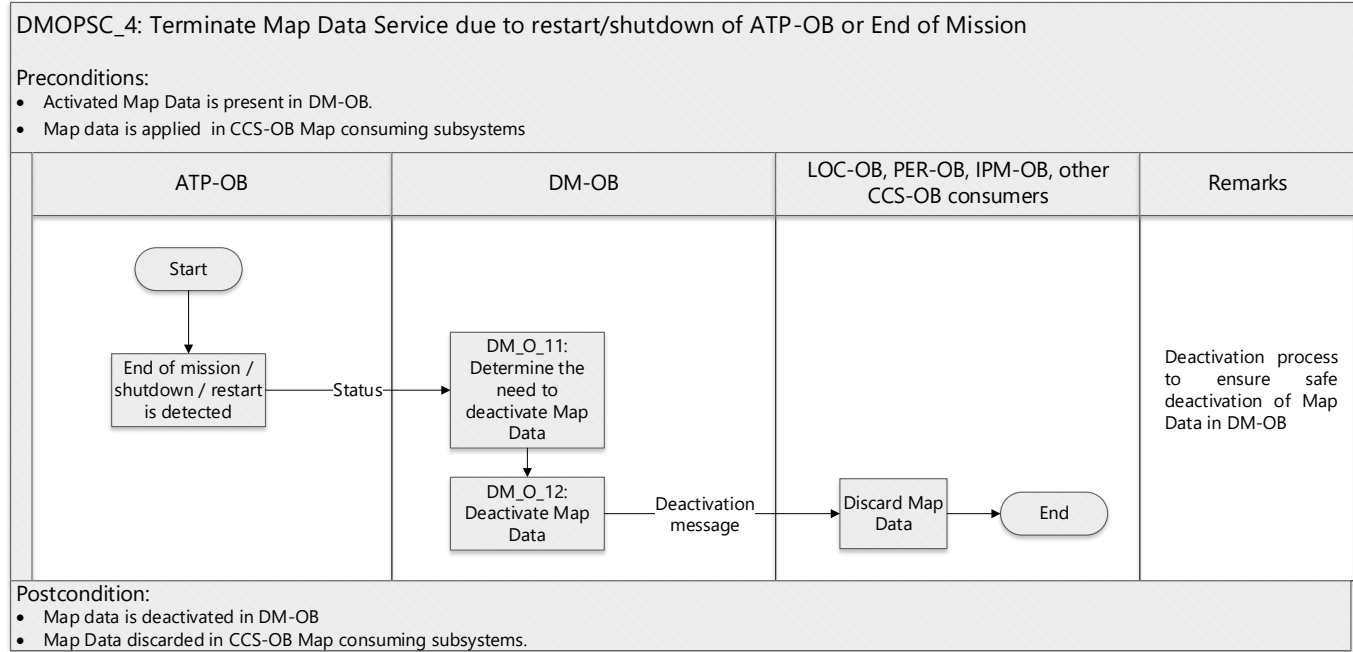 DMOPSC_4: Terminate Map Data Service due to restart/shutdown of ATP-OB or End of Mission
Preconditions:
• Activated Map Data is present in DM-OB.
• Map data is applied in CCS-OB Map consuming subsystems
ATP-OB
DM-OB
LOC-OB, PER-OB, IPM-OB, other
CCS-OB consumers
Remarks
Start
End of mission /
shutdown / restart
is detected
Status
DM_O_11:
Determine the
need to
deactivate Map
Data
DM_O_12:
Deactivate Map
Data
Deactivation
message
Discard Map
Data
End
Deactivation process
to ensure safe
deactivation of Map
Data in DM-OB
Postcondition:
• Map data is deactivated in DM-OB
• Map Data discarded in CCS-OB Map consuming subsystems.